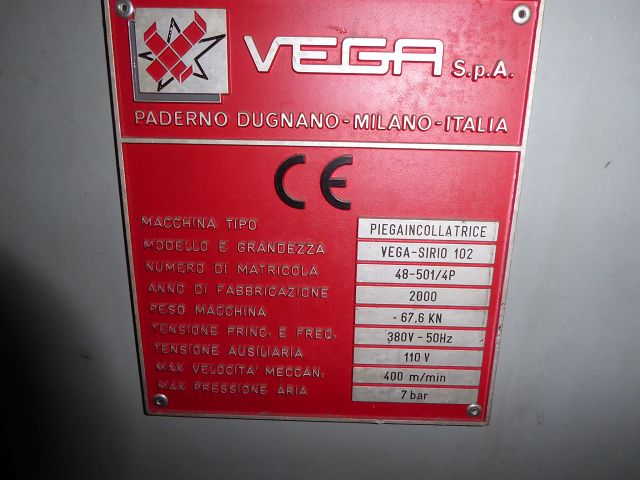 VEGA S.p.A.
PADERNO DUGNANO - MILANO - ITALIA
CE
MACCHINA TIPO PIEGAINCOLLATRICE
MODELLO E GRANDEZZA VEGA-SIRIO 102
NUMERO DI MATRICOLA 48-501/4P
ANNO DI FABBRICAZIONE 2000
PESO MACCHINA 67.6 KN
TENSIONE PRINC. E FREQ. 380V - 50Hz
TENSIONE AUSILIARIA 110 V
MAX VELOCITA' MECCAN. 400 m/min
MAX PRESSIONE ARIA 7 bar